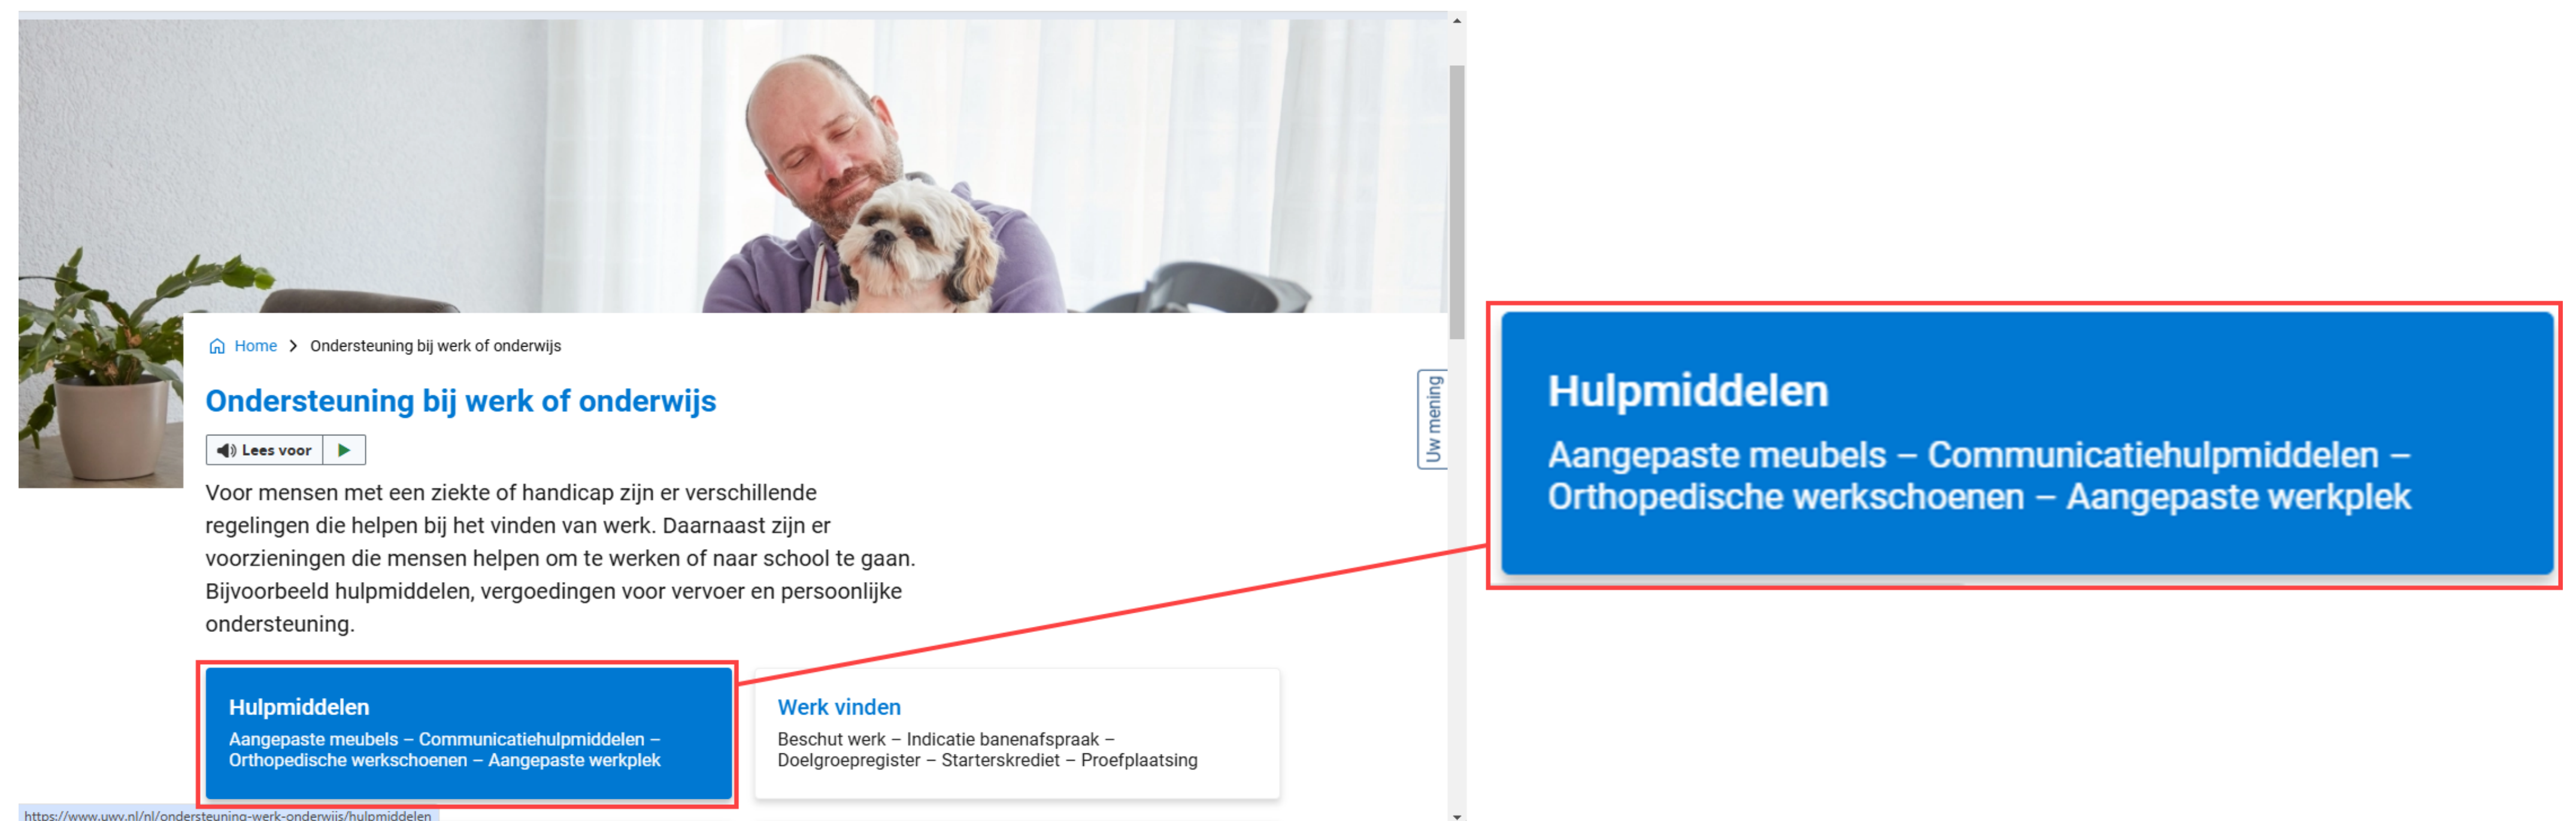 Home > Ondersteuning bij werk of onderwijs
Ondersteuning bij werk of onderwijs
Lees voor
Uw mening
Voor mensen met een ziekte of handicap zijn er verschillende
regelingen die helpen bij het vinden van werk. Daarnaast zijn er
voorzieningen die mensen helpen om te werken of naar school te gaan.
Bijvoorbeeld hulpmiddelen, vergoedingen voor vervoer en persoonlijke
ondersteuning.
Hulpmiddelen
Aangepaste meubels – Communicatiehulpmiddelen –
Orthopedische werkschoenen – Aangepaste werkplek
Werk vinden
Beschut werk – Indicatie banenafspraak –
Doelgroepregister – Starterskrediet – Proefplaatsing
https://www.uwv.nl/nl/ondersteuning-werk-onderwijs/hulpmiddelen
Hulpmiddelen
Aangepaste meubels – Communicatiehulpmiddelen –
Orthopedische werkschoenen – Aangepaste werkplek